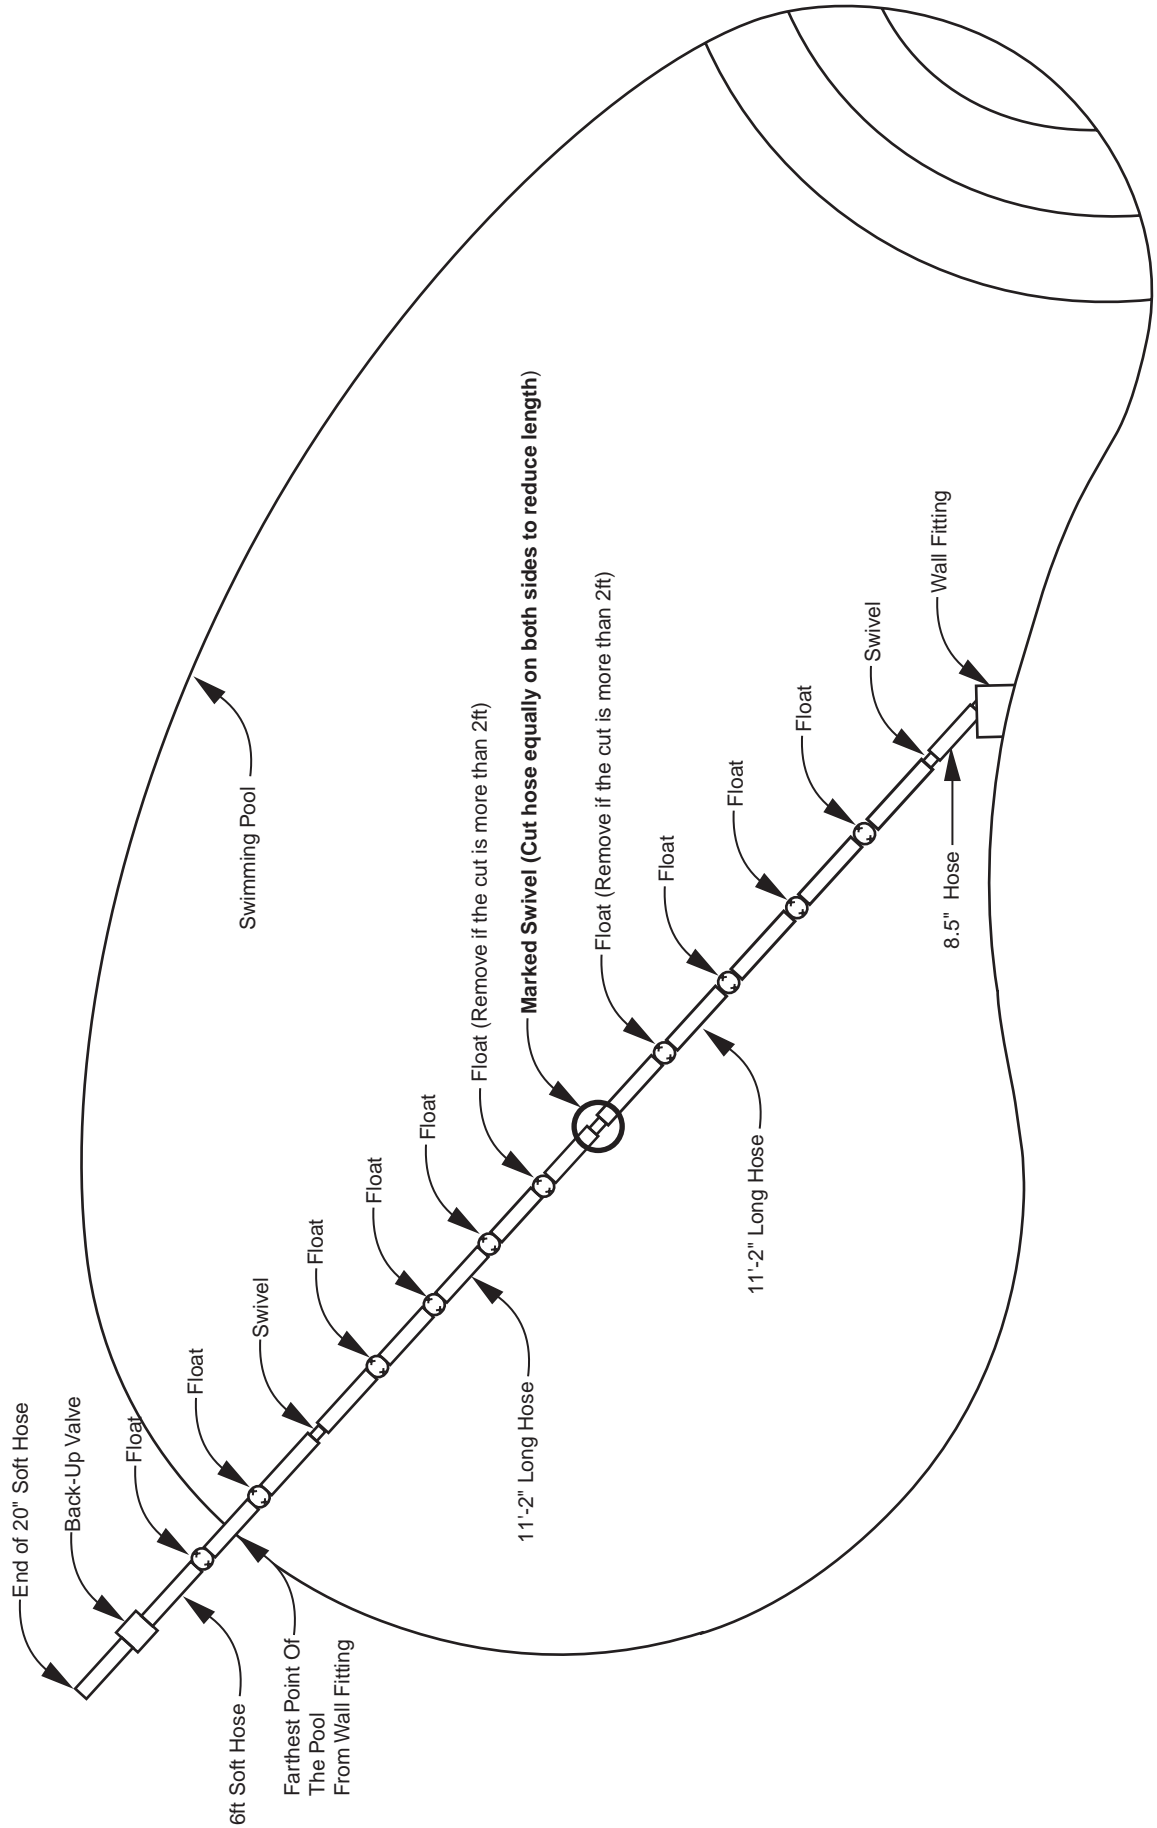 End of 20" Soft Hose
Back-Up Valve
Float
Float
Swivel
Float
Float
Float
Float (Remove if the cut is more than 2ft)
Marked Swivel (Cut hose equally on both sides to reduce length)
Float (Remove if the cut is more than 2ft)
Float
Float
Float
Swivel
Wall Fitting
Swimming Pool
6ft Soft Hose
Farthest Point Of
The Pool
From Wall Fitting
11'-2" Long Hose
11'-2" Long Hose
8.5" Hose